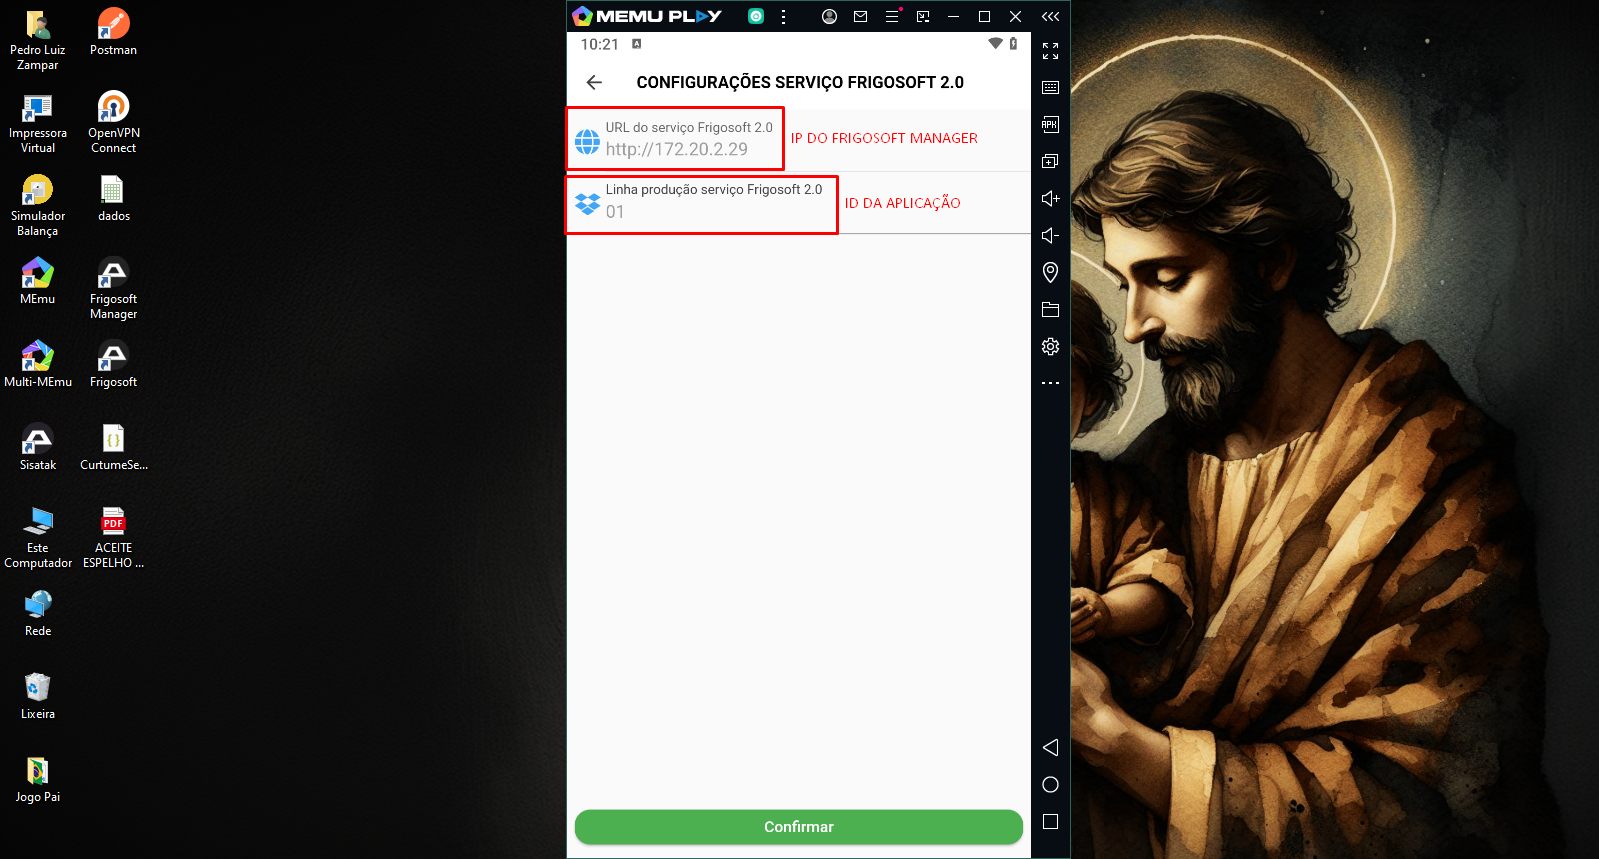 Pedro Luiz
Zampar
Postman
Impressora
Virtual
OpenVPN
Connect
Simulador
Balança
dados
MEmu
Frigosoft
Manager
Multi-MEmu
Frigosoft
Sisatak
CurtumeSe...
{ }
Este
Computador
PDF
ACEITE
ESPELHO ...
Rede
Lixeira
Jogo Pai
MEMU PLAY
10:21
A
CONFIGURAÇÕES SERVIÇO FRIGOSOFT 2.0
URL do serviço Frigosoft 2.0
http://172.20.2.29
IP DO FRIGOSOFT MANAGER
Linha produção serviço Frigosoft 2.0
01
ID DA APLICAÇÃO
Confirmar
APK